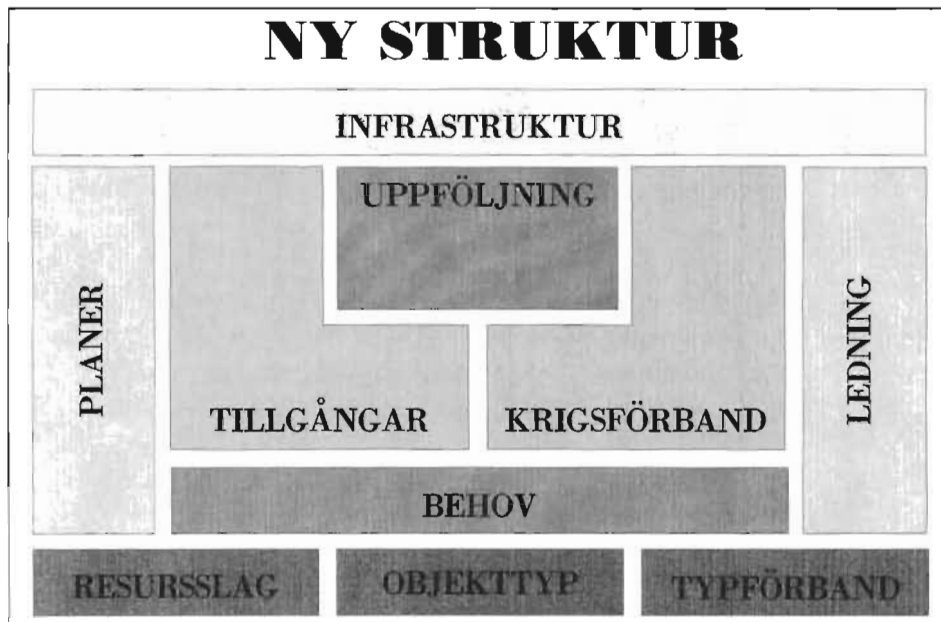 NY STRUKTUR
INFRASTRUKTUR
PLANER
UPPFÖLJNING
LEDNING
TILLGÅNGAR
KRIGSFÖRBAND
BEHOV
RESURSSLAG
OBJEKTTYP
TYPFÖRBAND